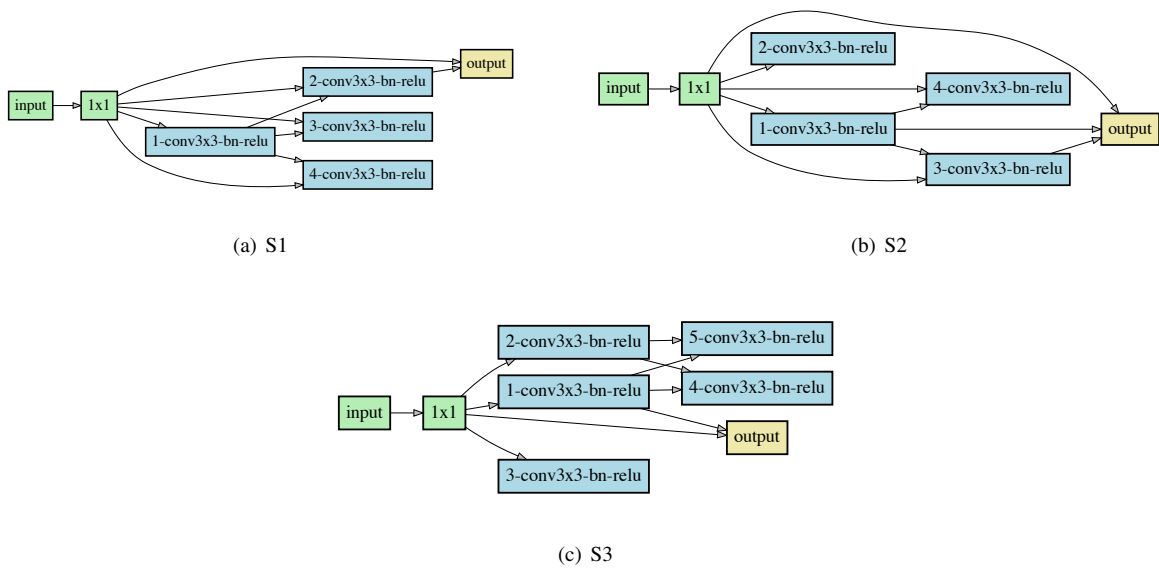 input
1x1
1-conv3x3-bn-relu
2-conv3x3-bn-relu
3-conv3x3-bn-relu
4-conv3x3-bn-relu
output
(a) S1
input
1x1
2-conv3x3-bn-relu
1-conv3x3-bn-relu
4-conv3x3-bn-relu
3-conv3x3-bn-relu
output
(b) S2
input
1x1
2-conv3x3-bn-relu
1-conv3x3-bn-relu
3-conv3x3-bn-relu
5-conv3x3-bn-relu
4-conv3x3-bn-relu
output
(c) S3